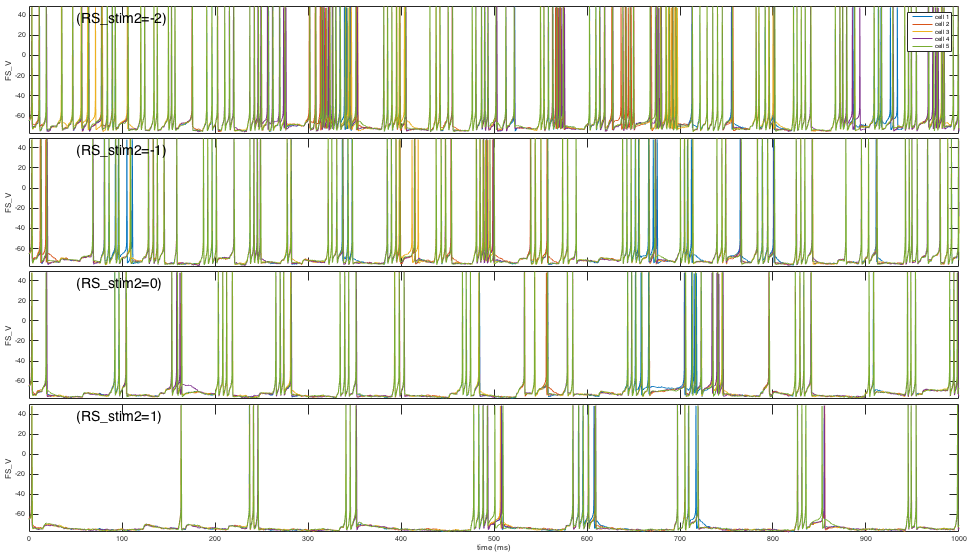 (RS_stim2=-2)
cell 1
cell 2
cell 3
cell 4
cell 5
40
20
0
-20
-40
-60
FS_V
(RS_stim2=-1)
40
20
0
-20
-40
-60
FS_V
(RS_stim2=0)
40
20
0
-20
-40
-60
FS_V
(RS_stim2=1)
40
20
0
-20
-40
-60
FS_V
0 100 200 300 400 500 600 700 800 900 1000
time (ms)